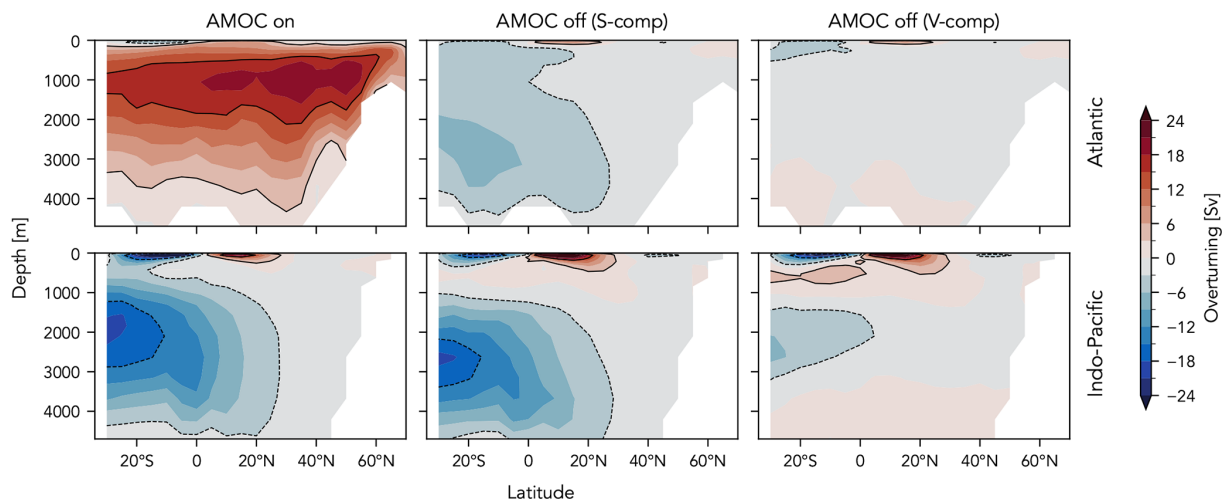 AMOC on
AMOC off (S-comp)
AMOC off (V-comp)
0
1000
2000
3000
4000
Atlantic
0
1000
2000
3000
4000
Indo-Pacific
Depth [m]
20°S 0 20°N 40°N 60°N
20°S 0 20°N 40°N 60°N
20°S 0 20°N 40°N 60°N
Latitude
24
18
12
6
0
−6
−12
−18
−24
Overturning [Sv]